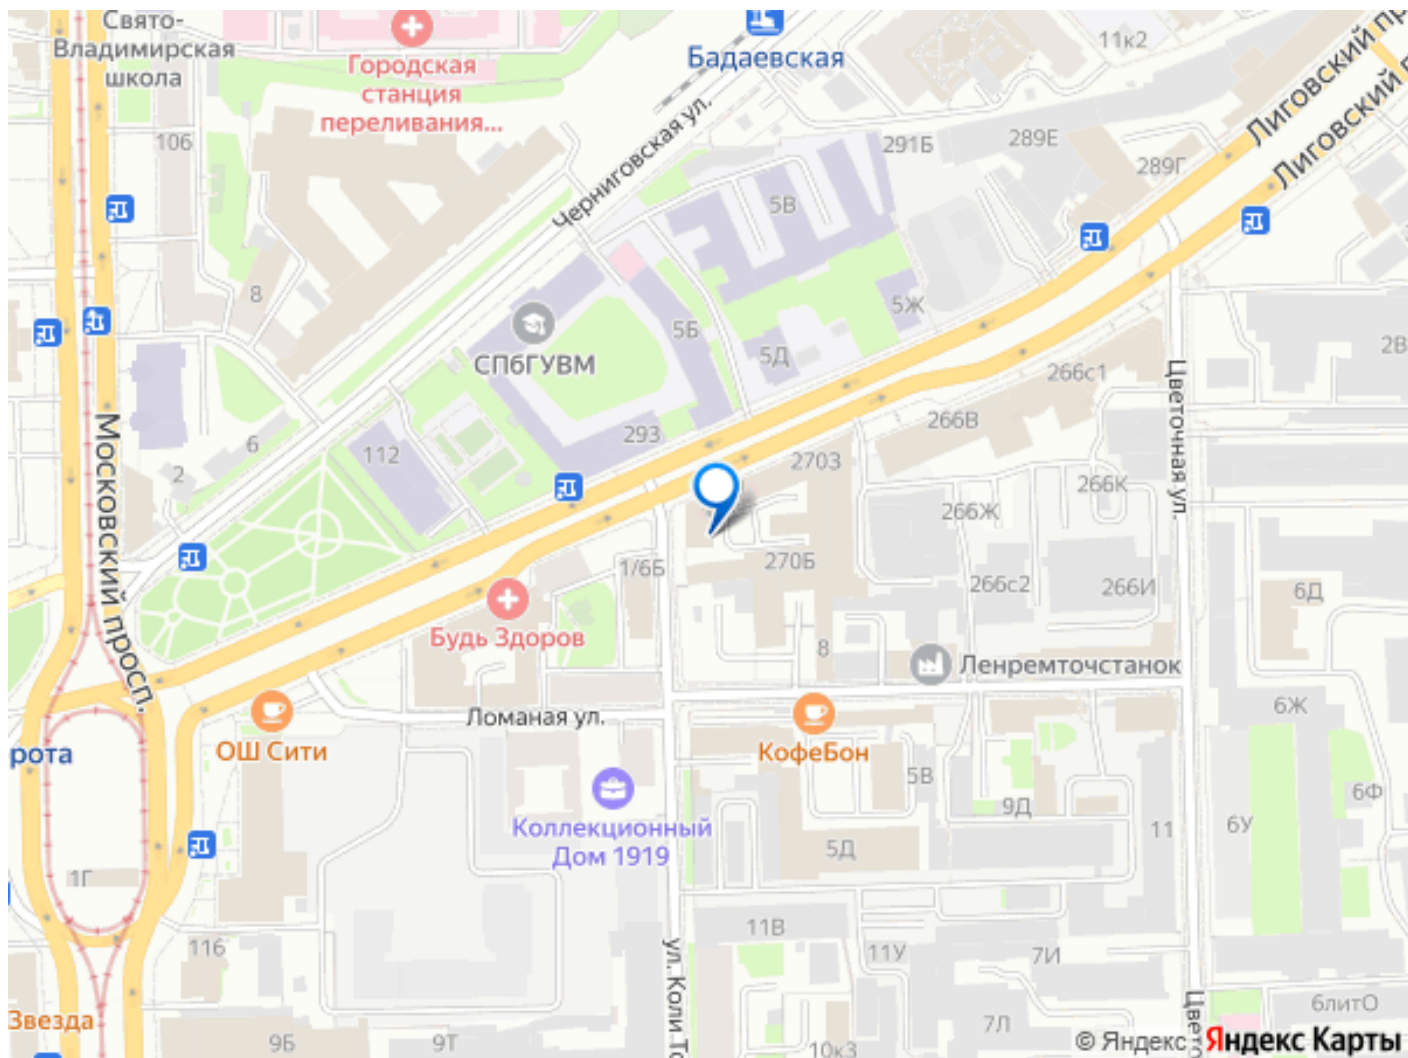 Свято-
Владимирская
школа
Городская
станция
переливания...
Бадаевская
11к2
Лиговский пр
Лиговский п
106
Черниговская ул.
291Б
289Е
289Г
5В
8
5Ж
5Б
5Д
СПбГУВМ
2В
266с1
Цветочная ул.
Московский просп.
6
2
112
293
266В
2703
266К
266Ж
270Б
1/6Б
266с2
266И
6Д
Будь Здоров
8
Ленремточстанок
Ломаная ул.
6Ж
ОШ Сити
КофеБон
рота
5В
9Д
6Ф
6У
11
Коллекционный
Дом 1919
5Д
1Г
11В
116
11У
7И
ул. Коли То
Звезда
9Б
9Т
10к3
7Л
Цвето
6литО
© Яндекс Яндекс Карты